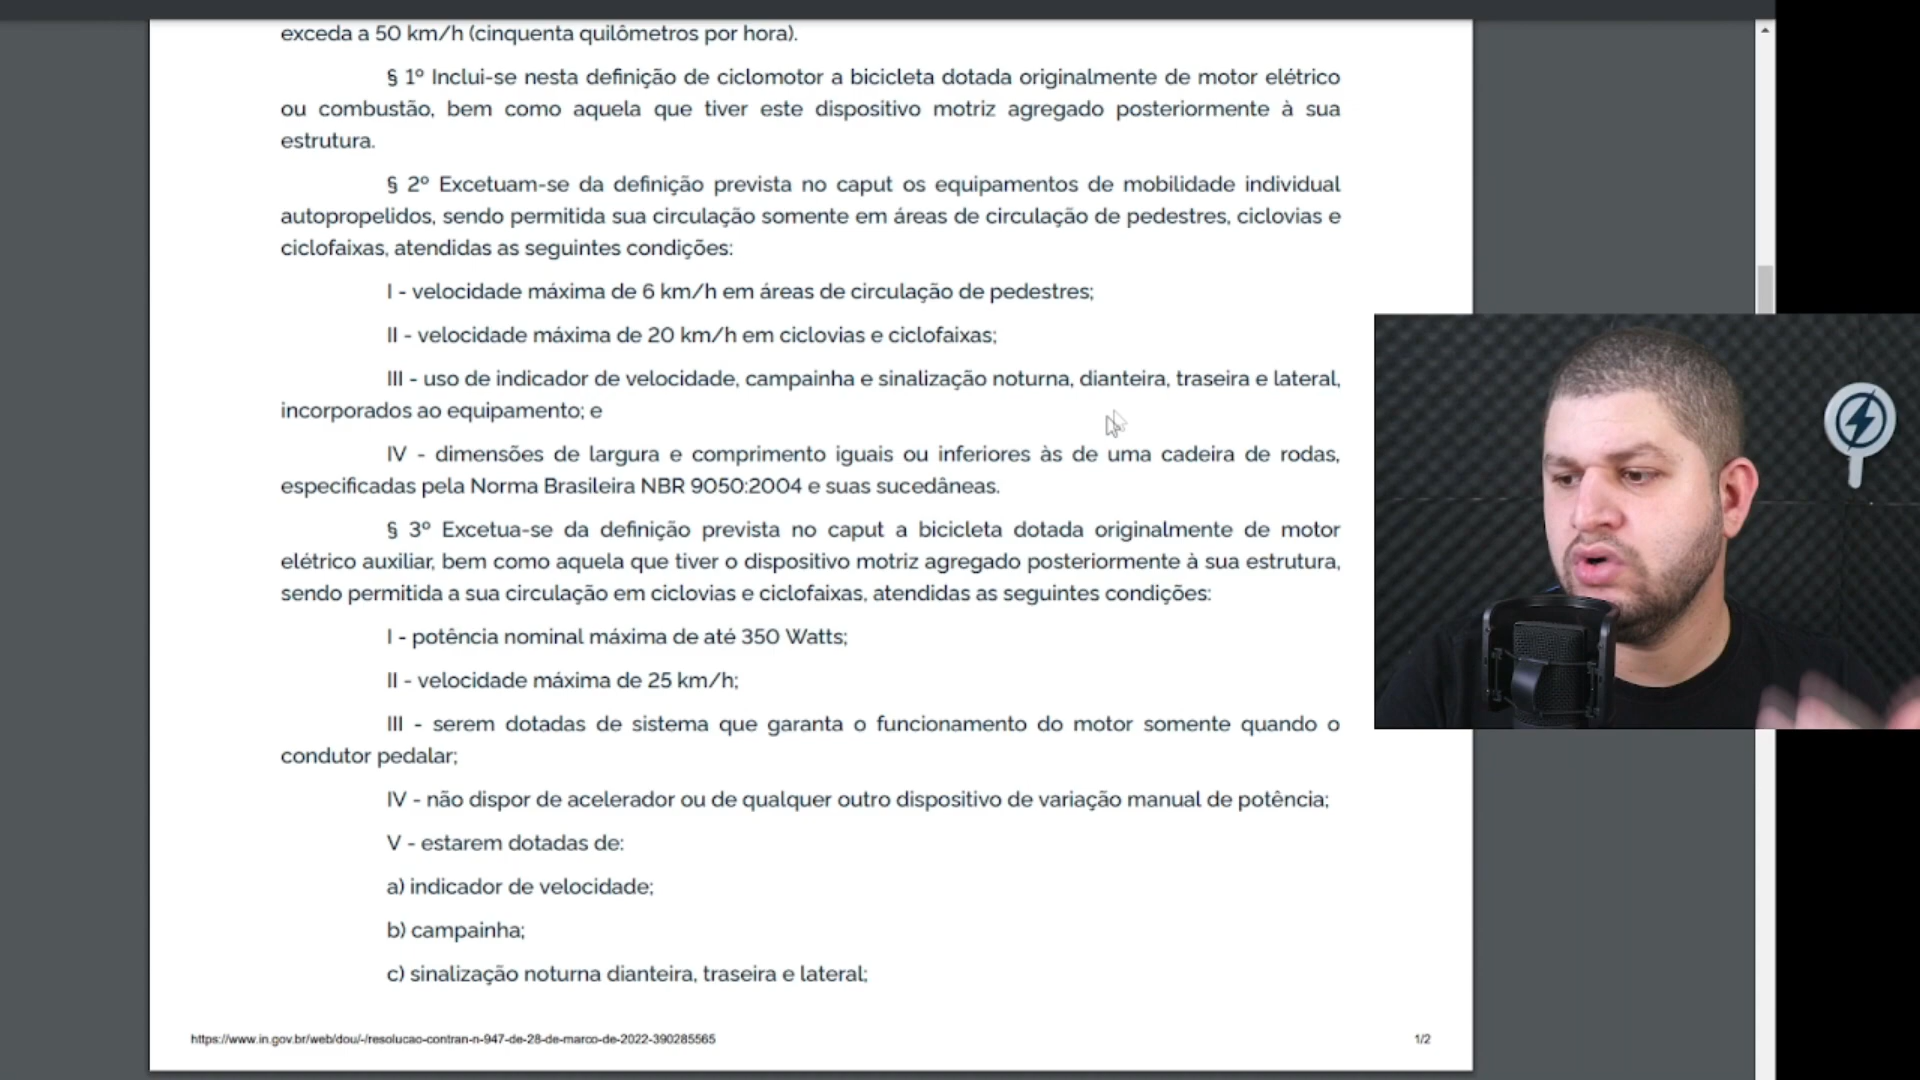 exceda a 50 km/h (cinquenta quilômetros por hora).
§ 1º Inclui-se nesta definição de ciclomotor a bicicleta dotada originalmente de motor elétrico
ou combustão, bem como aquela que tiver este dispositivo motriz agregado posteriormente à sua
estrutura.
§ 2º Excetuam-se da definição prevista no caput os equipamentos de mobilidade individual
autopropelidos, sendo permitida sua circulação somente em áreas de circulação de pedestres, ciclovias e
ciclofaixas, atendidas as seguintes condições:
I - velocidade máxima de 6 km/h em áreas de circulação de pedestres;
II - velocidade máxima de 20 km/h em ciclovias e ciclofaixas;
III - uso de indicador de velocidade, campainha e sinalização noturna, dianteira, traseira e lateral,
incorporados ao equipamento; e
IV - dimensões de largura e comprimento iguais ou inferiores às de uma cadeira de rodas,
especificadas pela Norma Brasileira NBR 9050:2004 e suas sucedâneas.
§ 3º Excetua-se da definição prevista no caput a bicicleta dotada originalmente de motor
elétrico auxiliar, bem como aquela que tiver o dispositivo motriz agregado posteriormente à sua estrutura,
sendo permitida a sua circulação em ciclovias e ciclofaixas, atendidas as seguintes condições:
I - potência nominal máxima de até 350 Watts;
II - velocidade máxima de 25 km/h;
III - serem dotadas de sistema que garanta o funcionamento do motor somente quando o
condutor pedalar;
IV - não dispor de acelerador ou de qualquer outro dispositivo de variação manual de potência;
V - estarem dotadas de:
a) indicador de velocidade;
b) campainha;
c) sinalização noturna dianteira, traseira e lateral;
https://www.in.gov.br/web/dou/-/resolucao-contran-n-947-de-28-de-marco-de-2022-390285565 1/2